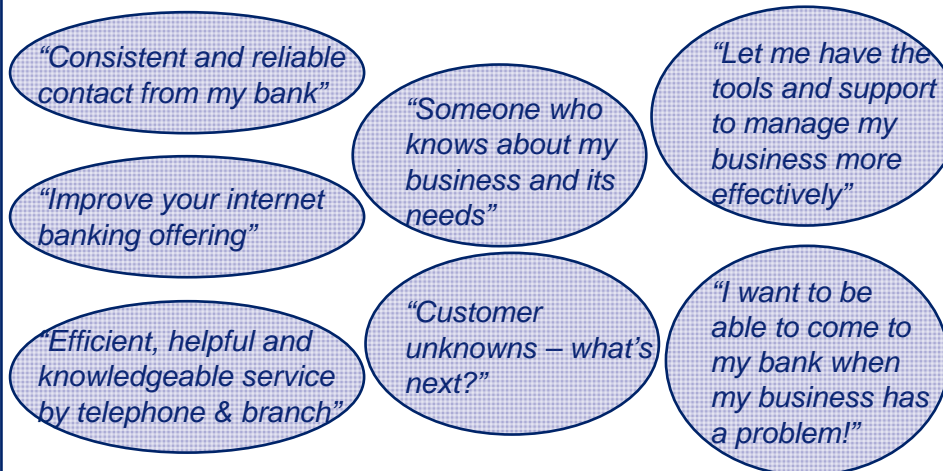 “Consistent and reliable
contact from my bank”
“Improve your internet
banking offering”
“Efficient, helpful and
knowledgeable service
by telephone & branch”
“Someone who
knows about my
business and its
needs”
“Customer
unknowns – what’s
next?”
“Let me have the
tools and support
to manage my
business more
effectively”
“I want to be
able to come to
my bank when
my business has
a problem!”